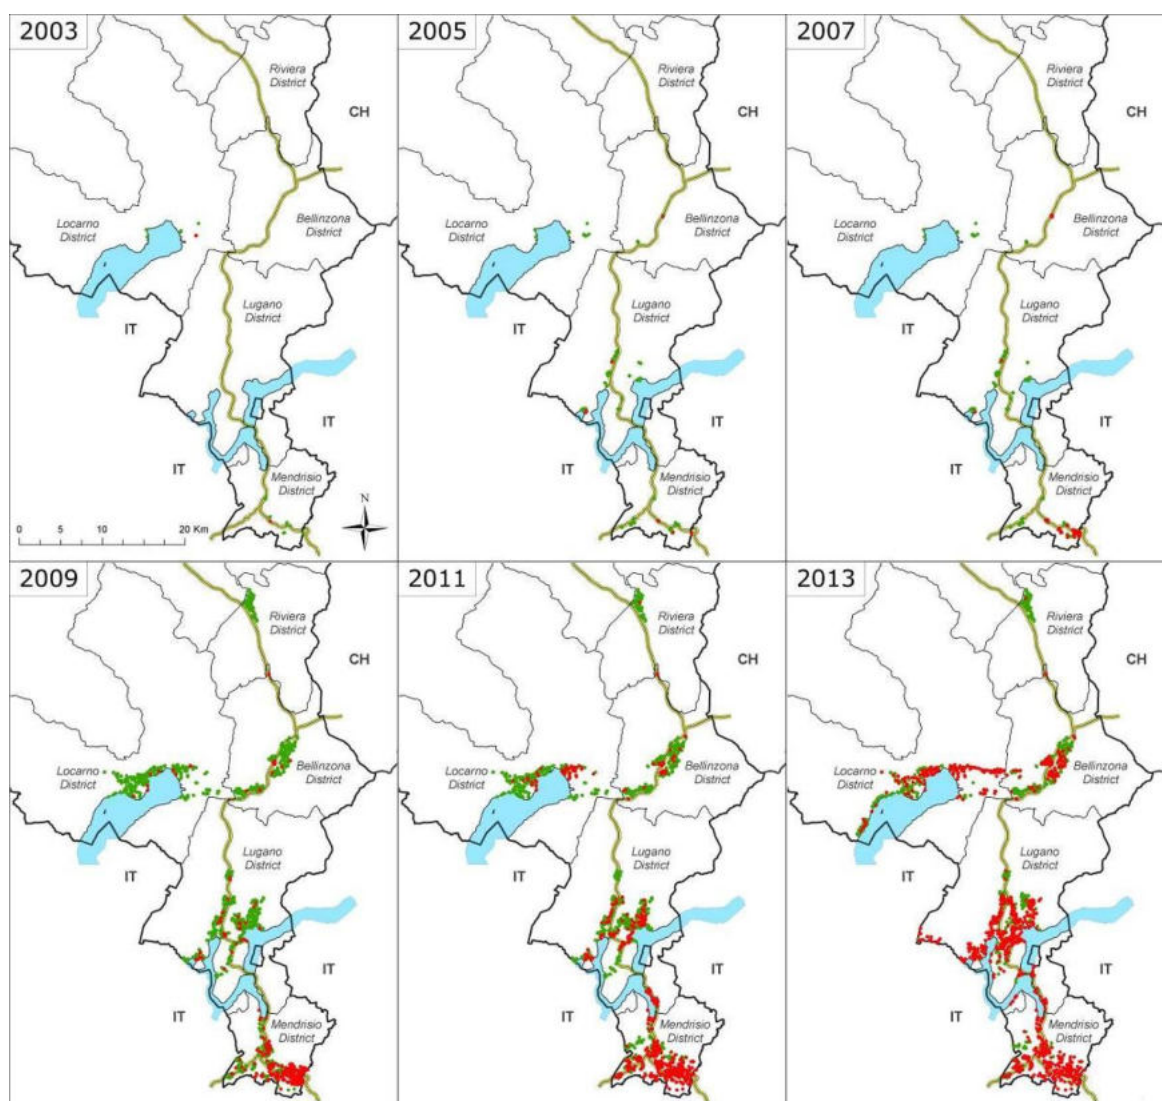 2003
Riviera
District
CH
Locarno
District
Bellinzona
District
Lugano
District
IT
IT
IT
Mendrisio
District
N
0 5 10 20 Km
2005
Riviera
District
CH
Locarno
District
Bellinzona
District
Lugano
District
IT
IT
IT
Mendrisio
District
2007
Riviera
District
CH
Locarno
District
Bellinzona
District
Lugano
District
IT
IT
IT
Mendrisio
District
2009
Riviera
District
CH
Locarno
District
Bellinzona
District
Lugano
District
IT
IT
IT
Mendrisio
District
2011
Riviera
District
CH
Locarno
District
Bellinzona
District
Lugano
District
IT
IT
IT
Mendrisio
District
2013
Riviera
District
CH
Locarno
District
Bellinzona
District
Lugano
District
IT
IT
IT
Mendrisio
District